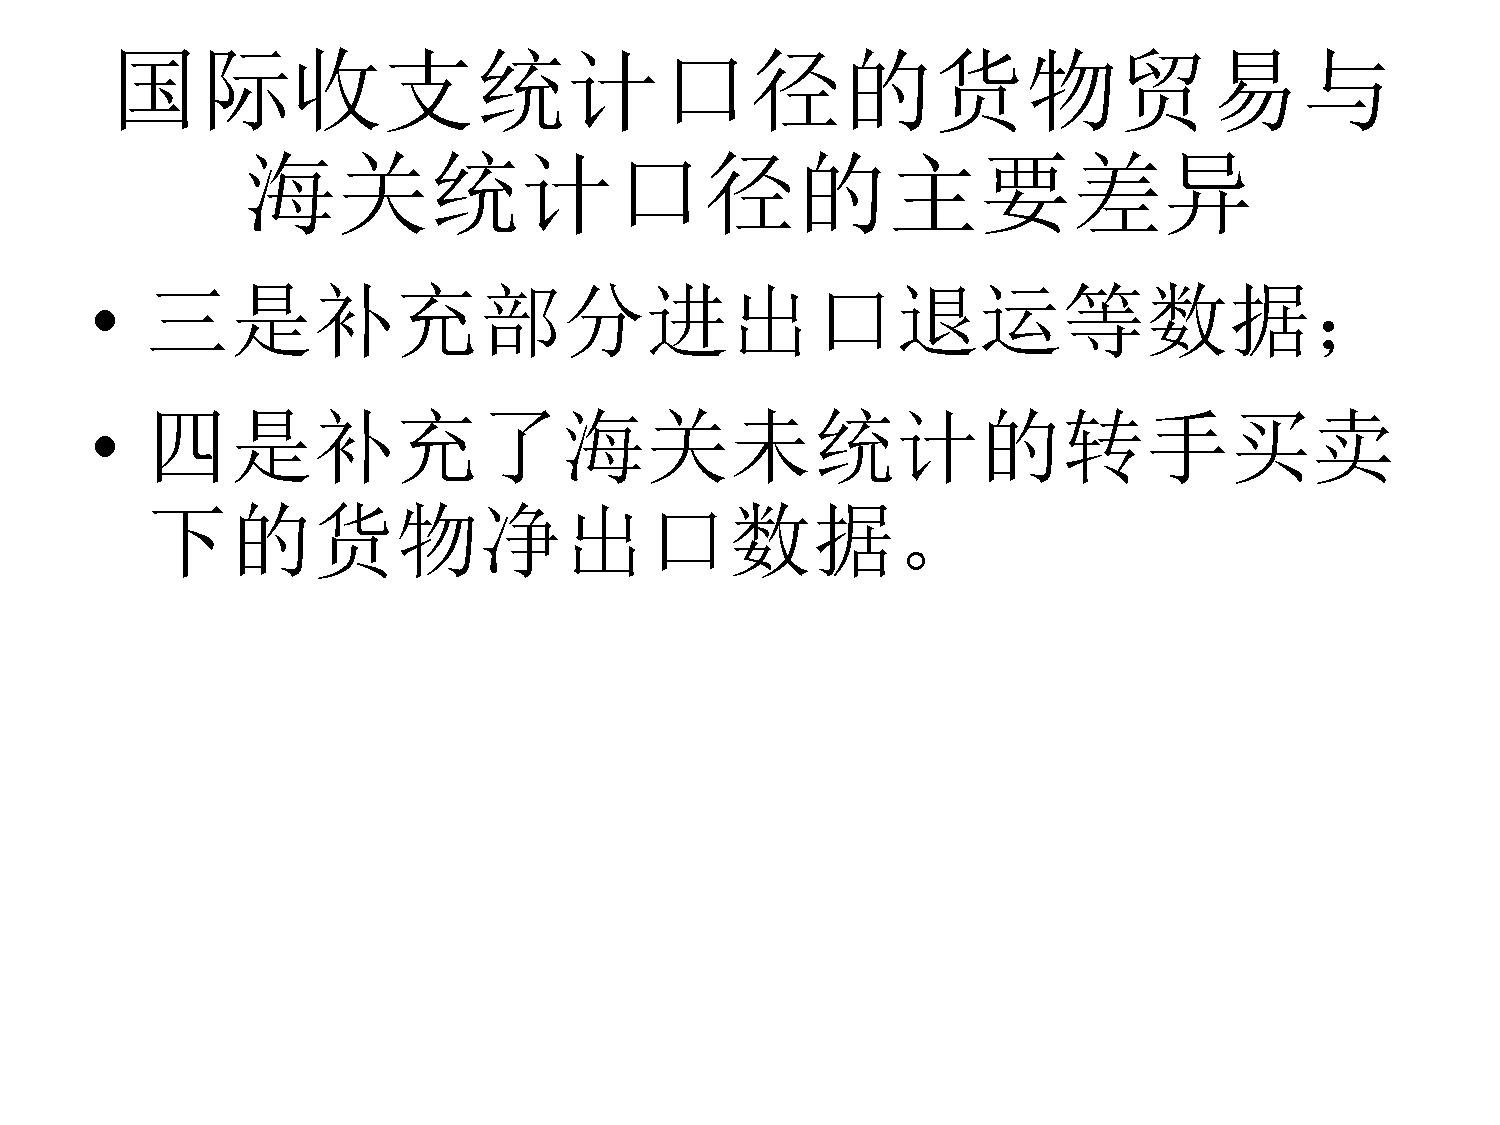 国际收支统计口径的货物贸易与
海关统计口径的主要差异
• 三是补充部分进出口退运等数据；
• 四是补充了海关未统计的转手买卖
下的货物净出口数据。